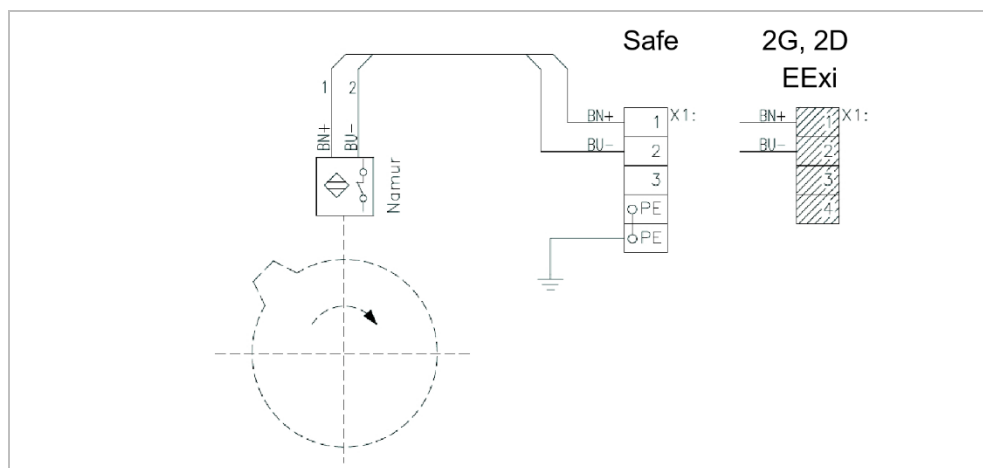 Safe
2G, 2D
EExi
1
2
BN+
BU-
Namur
BN+
1
X1:
BU-
2
3
PE
PE
BN+
1
X1:
BU-
2
3
4